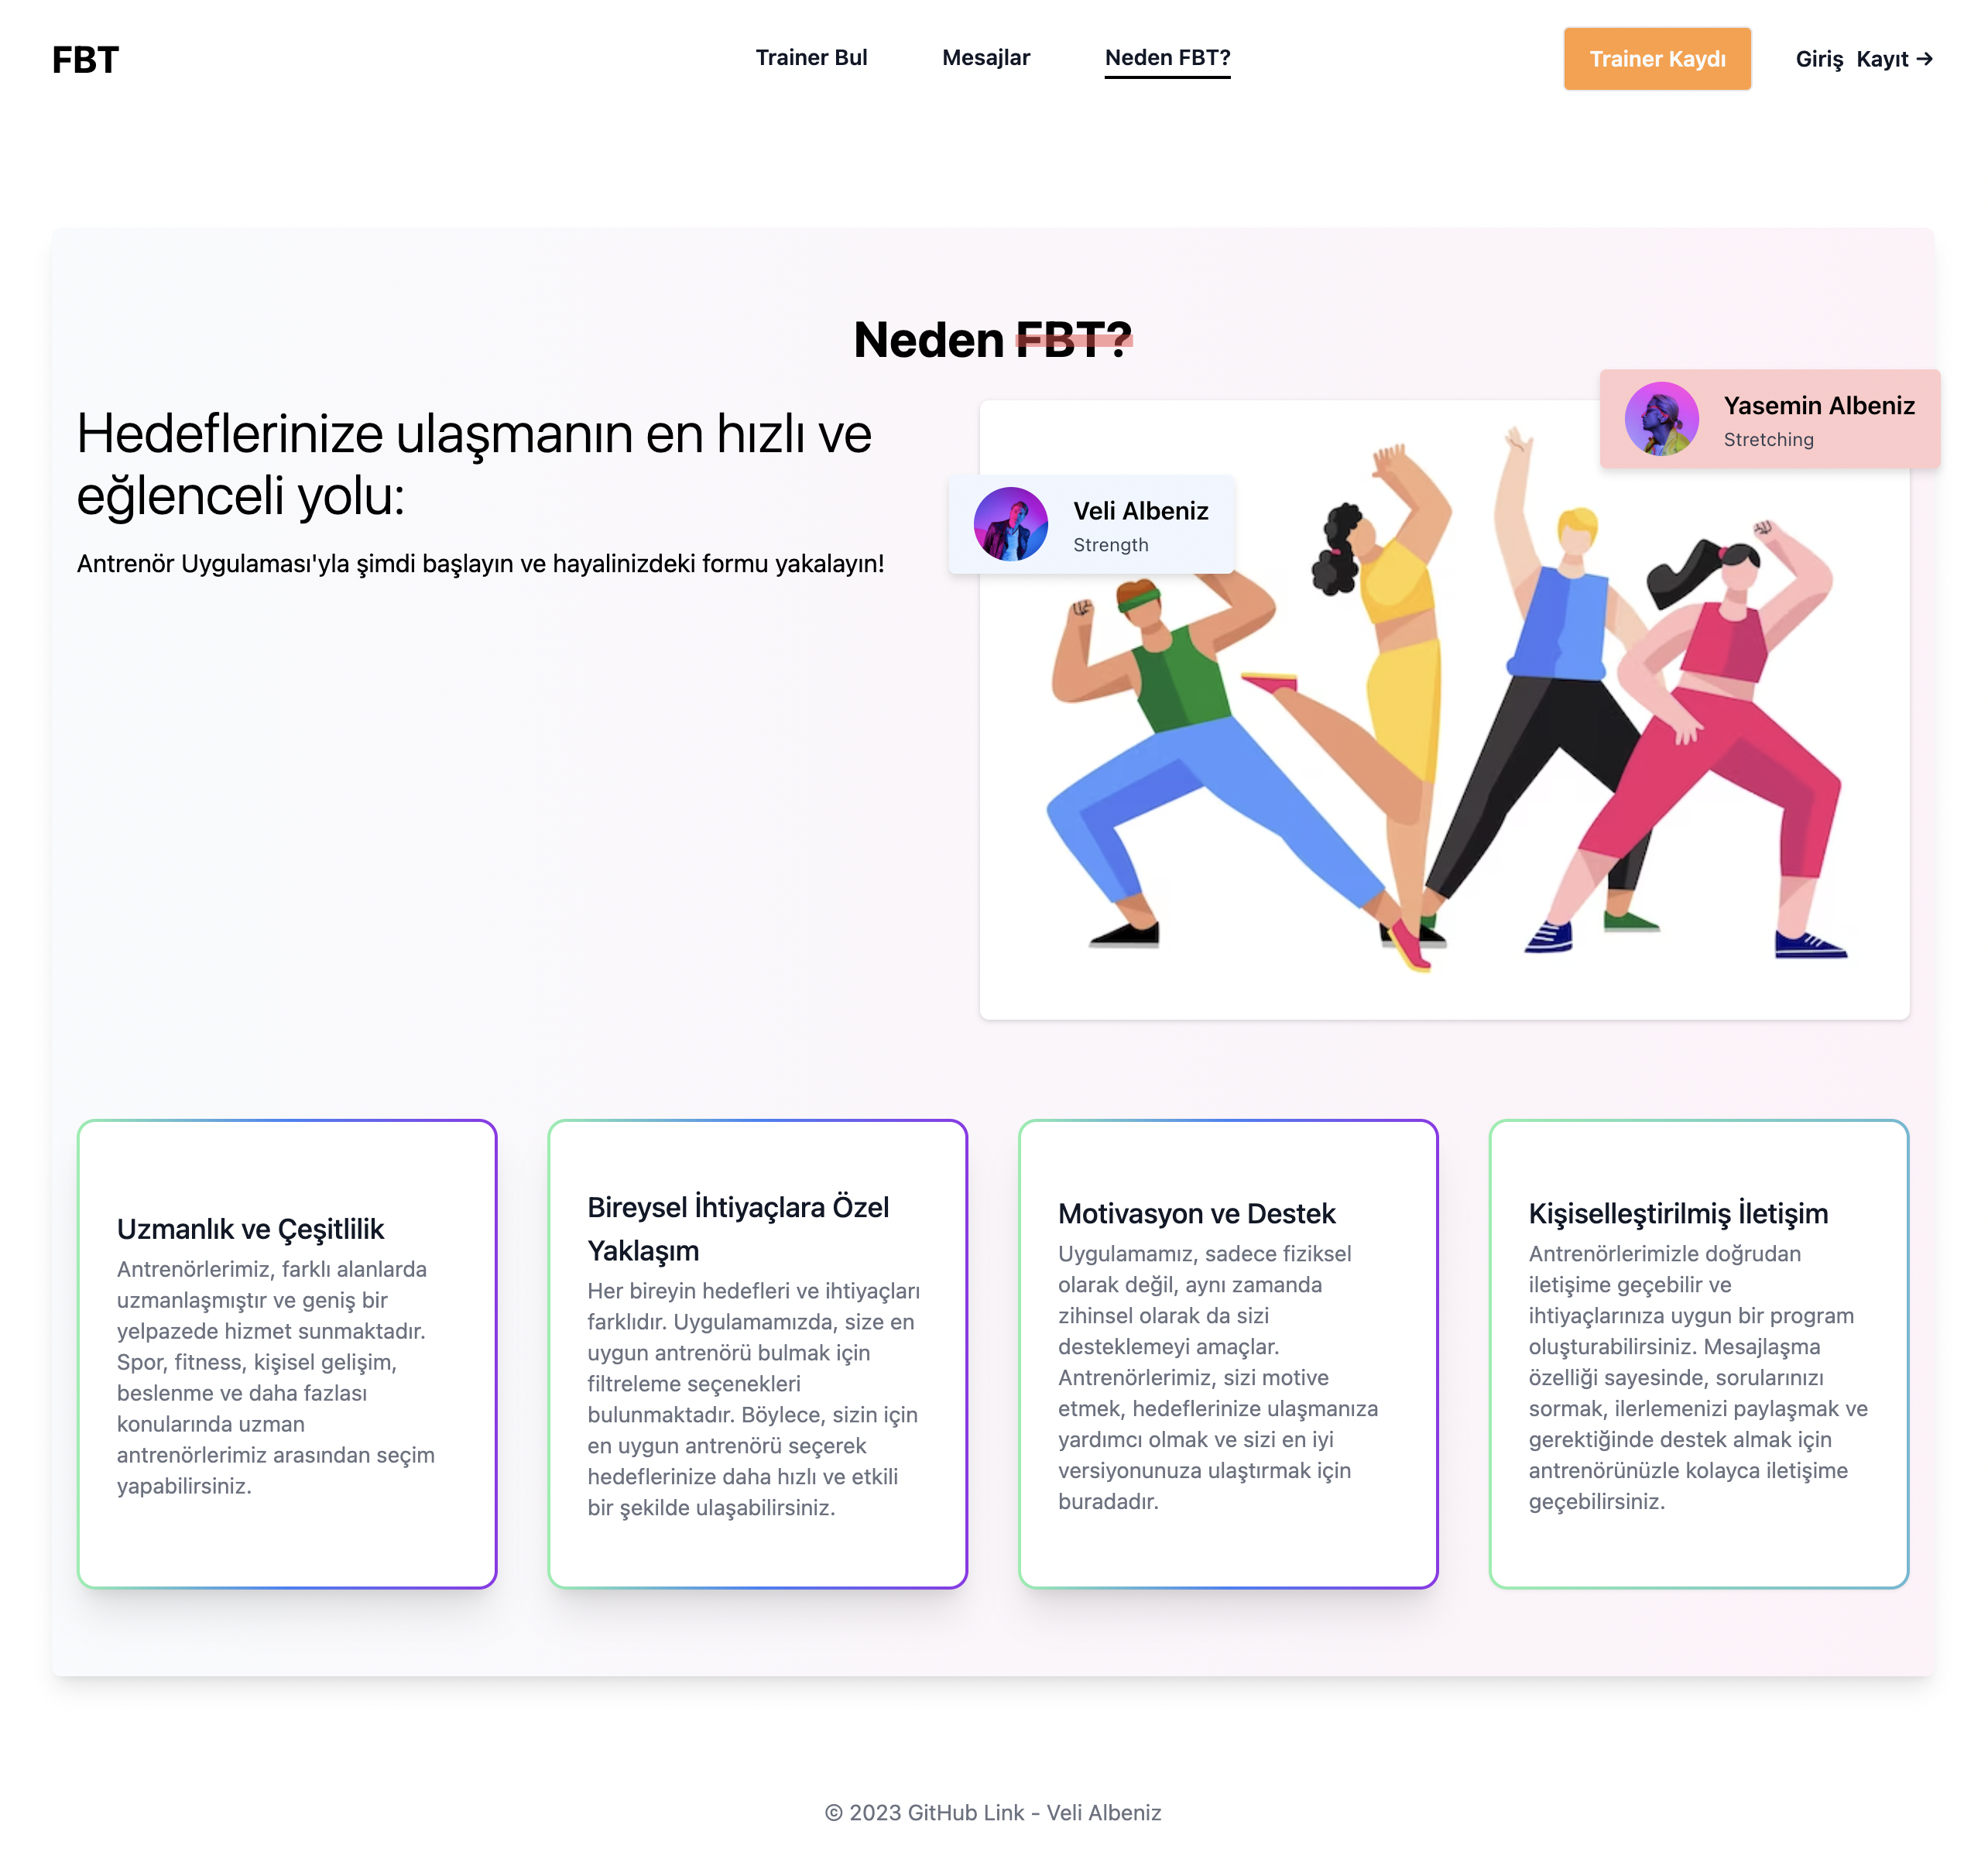 FBT
Trainer Bul
Mesajlar
Neden FBT?
Trainer Kaydı
Giriş
Kayıt →
Neden FBT?
Hedeflerinize ulaşmanın en hızlı ve
eğlenceli yolu:
Antrenör Uygulaması'yla şimdi başlayın ve hayalinizdeki formu yakalayın!
Yasemin Albeniz
Stretching
Veli Albeniz
Strength
Uzmanlık ve Çeşitlilik
Antrenörlerimiz, farklı alanlarda
uzmanlaşmıştır ve geniş bir
yelpazede hizmet sunmaktadır.
Spor, fitness, kişisel gelişim,
beslenme ve daha fazlası
konularında uzman
antrenörlerimiz arasından seçim
yapabilirsiniz.
Bireysel İhtiyaçlara Özel
Yaklaşım
Her bireyin hedefleri ve ihtiyaçları
farklıdır. Uygulamamızda, size en
uygun antrenörü bulmak için
filtreleme seçenekleri
bulunmaktadır. Böylece, sizin için
en uygun antrenörü seçerek
hedeflerinize daha hızlı ve etkili
bir şekilde ulaşabilirsiniz.
Motivasyon ve Destek
Uygulamamız, sadece fiziksel
olarak değil, aynı zamanda
zihinsel olarak da sizi
desteklemeyi amaçlar.
Antrenörlerimiz, sizi motive
etmek, hedeflerinize ulaşmanıza
yardımcı olmak ve sizi en iyi
versiyonunuza ulaştırmak için
buradadır.
Kişiselleştirilmiş İletişim
Antrenörlerimizle doğrudan
iletişime geçebilir ve
ihtiyaçlarınıza uygun bir program
oluşturabilirsiniz. Mesajlaşma
özelliği sayesinde, sorularınızı
sormak, ilerlemenizi paylaşmak ve
gerektiğinde destek almak için
antrenörünüzle kolayca iletişime
geçebilirsiniz.
© 2023 GitHub Link - Veli Albeniz